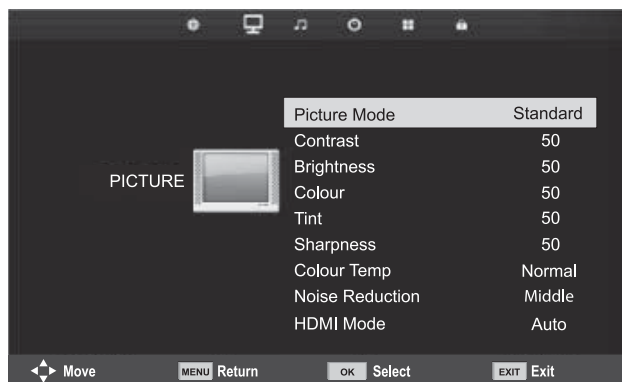 PICTURE
Picture Mode Standard
Contrast 50
Brightness 50
Colour 50
Tint 50
Sharpness 50
Colour Temp Normal
Noise Reduction Middle
HDMI Mode Auto
Move MENU Return OK Select EXIT Exit